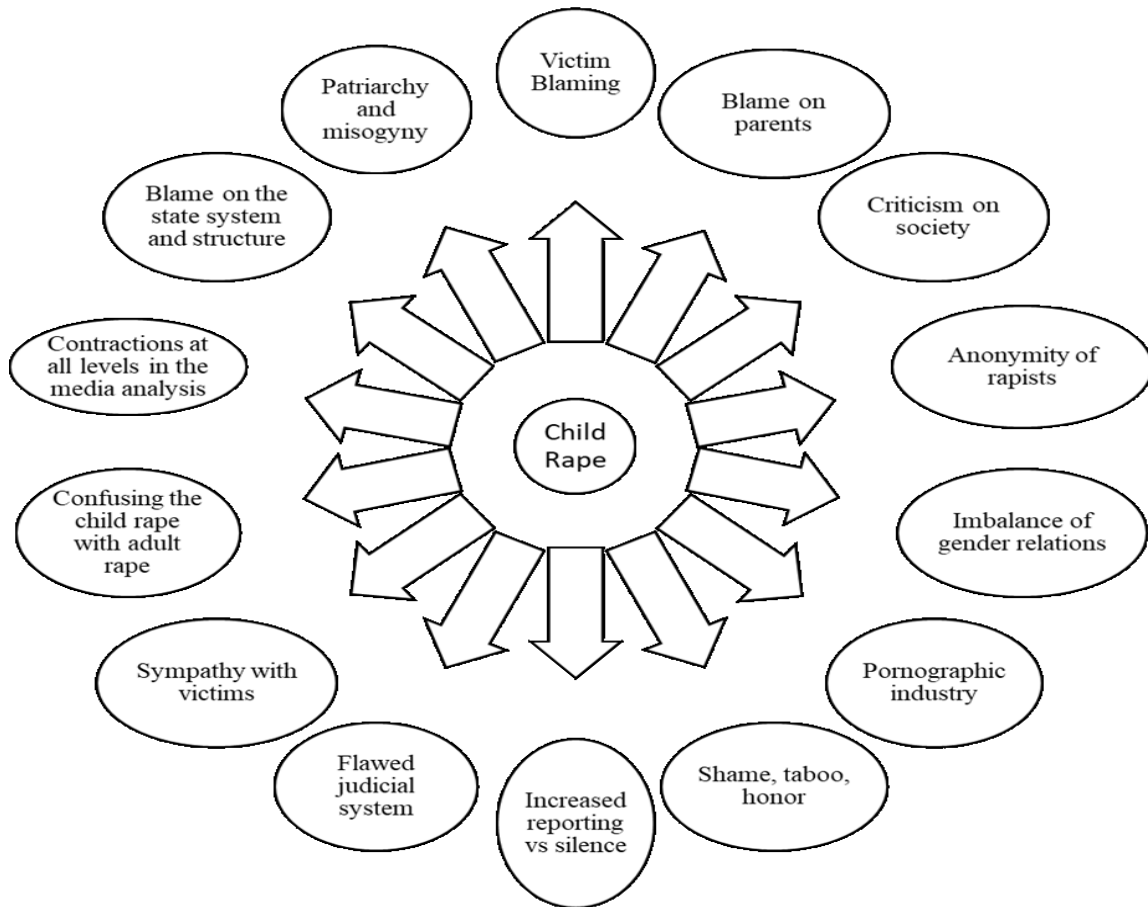 Victim
Blaming
Blame on
parents
Criticism on
society
Anonymity of
rapists
Imbalance of
gender relations
Pornographic
industry
Shame, taboo,
honor
Increased
reporting
vs silence
Flawed
judicial
system
Sympathy with
victims
Confusing the
child rape
with adult
rape
Contractions at
all levels in the
media analysis
Blame on the
state system
and structure
Patriarchy
and
misogyny
Child
Rape